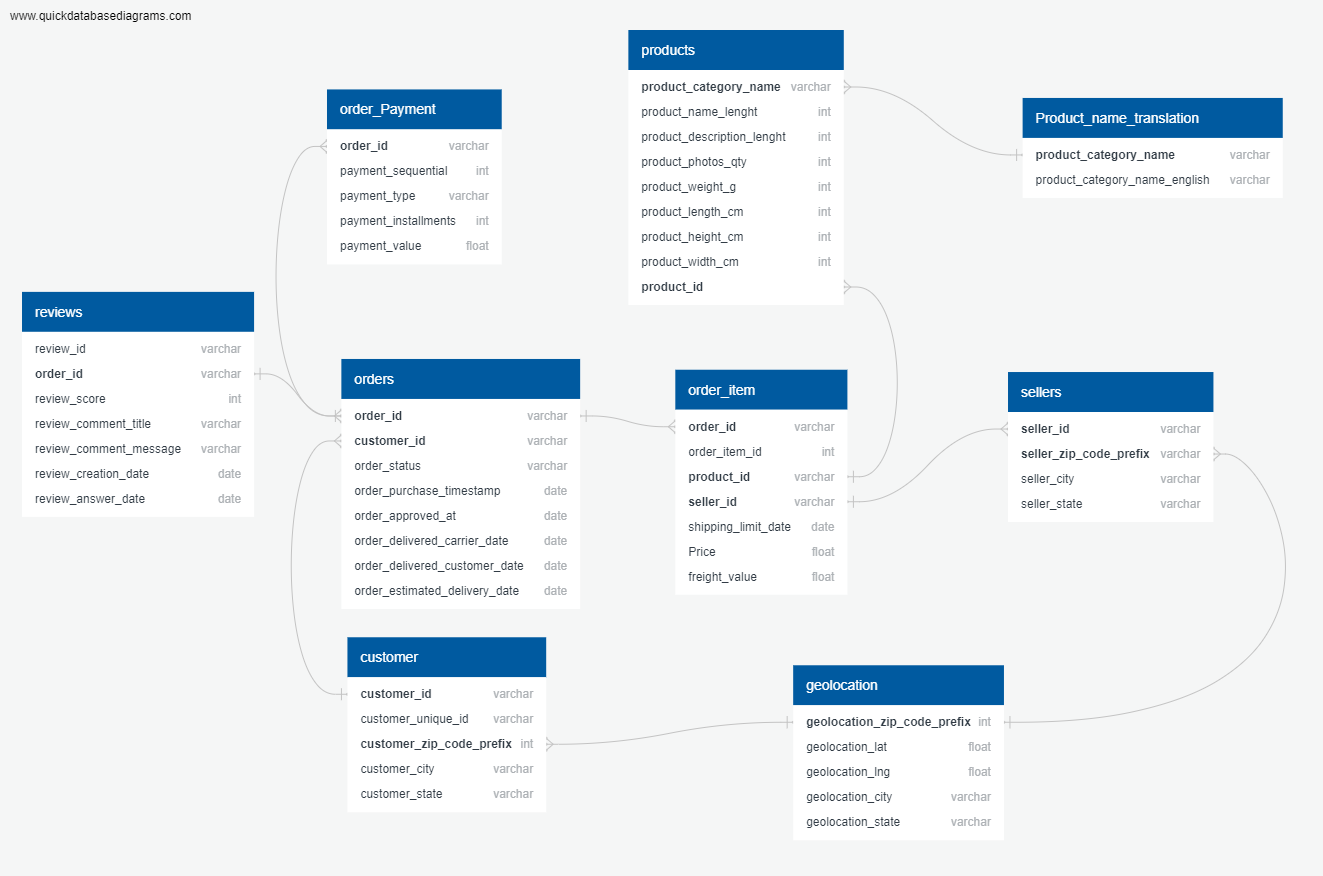 www.quickdatabasediagrams.com
products
product_category_name varchar
product_name_lenght int
product_description_lenght int
product_photos_qty int
product_weight_g int
product_length_cm int
product_height_cm int
product_width_cm int
product_id
order_Payment
order_id varchar
payment_sequential int
payment_type varchar
payment_installments int
payment_value float
Product_name_translation
product_category_name varchar
product_category_name_english varchar
reviews
review_id varchar
order_id varchar
review_score int
review_comment_title varchar
review_comment_message varchar
review_creation_date date
review_answer_date date
orders
order_id varchar
customer_id varchar
order_status varchar
order_purchase_timestamp date
order_approved_at date
order_delivered_carrier_date date
order_delivered_customer_date date
order_estimated_delivery_date date
order_item
order_id varchar
order_item_id int
product_id varchar
seller_id varchar
shipping_limit_date date
Price float
freight_value float
sellers
seller_id varchar
seller_zip_code_prefix varchar
seller_city varchar
seller_state varchar
customer
customer_id varchar
customer_unique_id varchar
customer_zip_code_prefix int
customer_city varchar
customer_state varchar
geolocation
geolocation_zip_code_prefix int
geolocation_lat float
geolocation_lng float
geolocation_city varchar
geolocation_state varchar